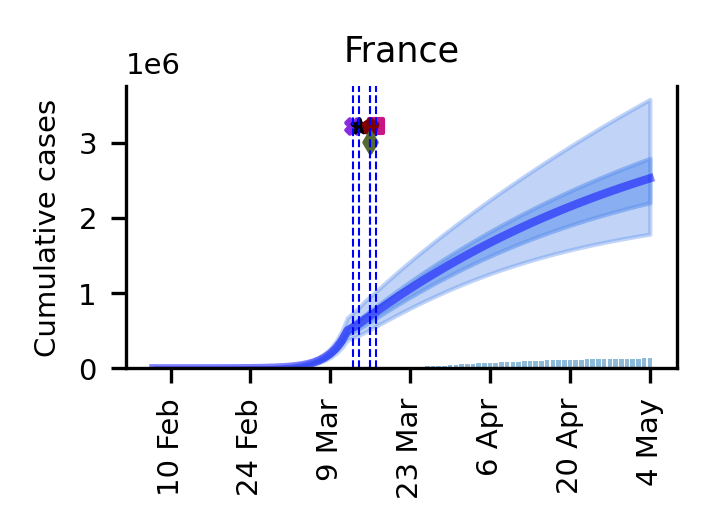 France
1e6
Cumulative cases
3
2
1
0
10 Feb
24 Feb
9 Mar
23 Mar
6 Apr
20 Apr
4 May